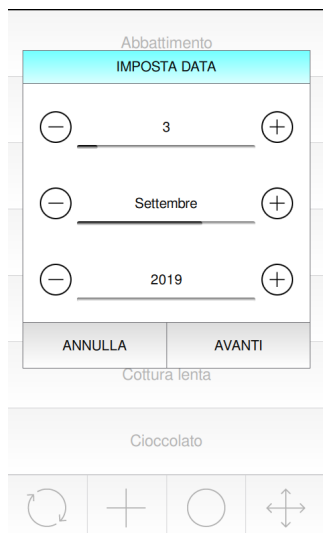 Abbattimento
IMPOSTA DATA
3
Settembre
2019
ANNULLA AVANTI
Cottura lenta
Cioccolato